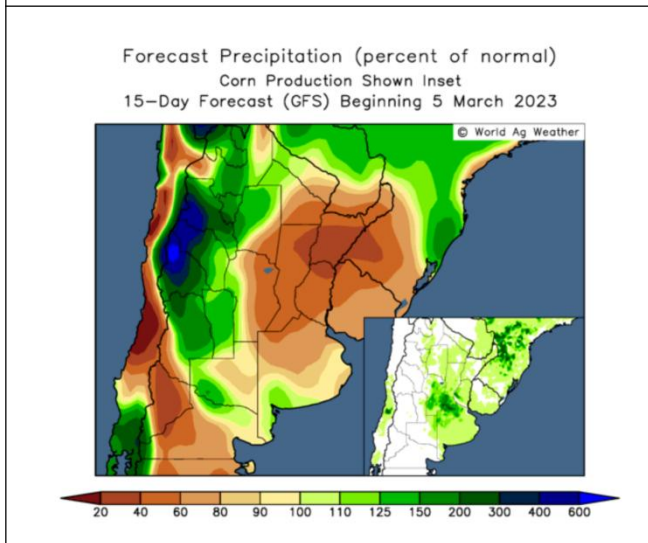 Forecast Precipitation (percent of normal)
Corn Production Shown Inset
15-Day Forecast (GFS) Beginning 5 March 2023
© World Ag Weather
20 40 60 80 90 100 110 125 150 200 300 400 600